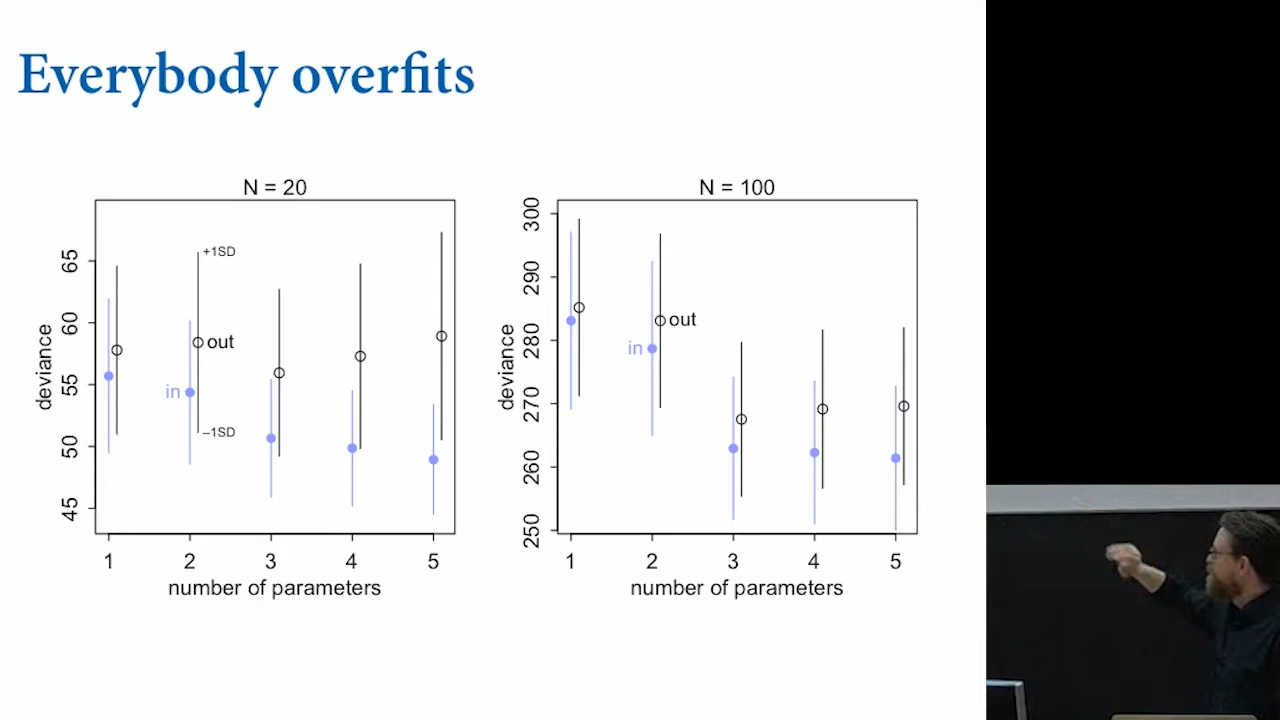 Everybody overfits
N = 20
deviance
65
60
55
50
45
+1SD
out
in
–1SD
1 2 3 4 5
number of parameters
N = 100
deviance
300
290
280
270
260
250
out
in
1 2 3 4 5
number of parameters